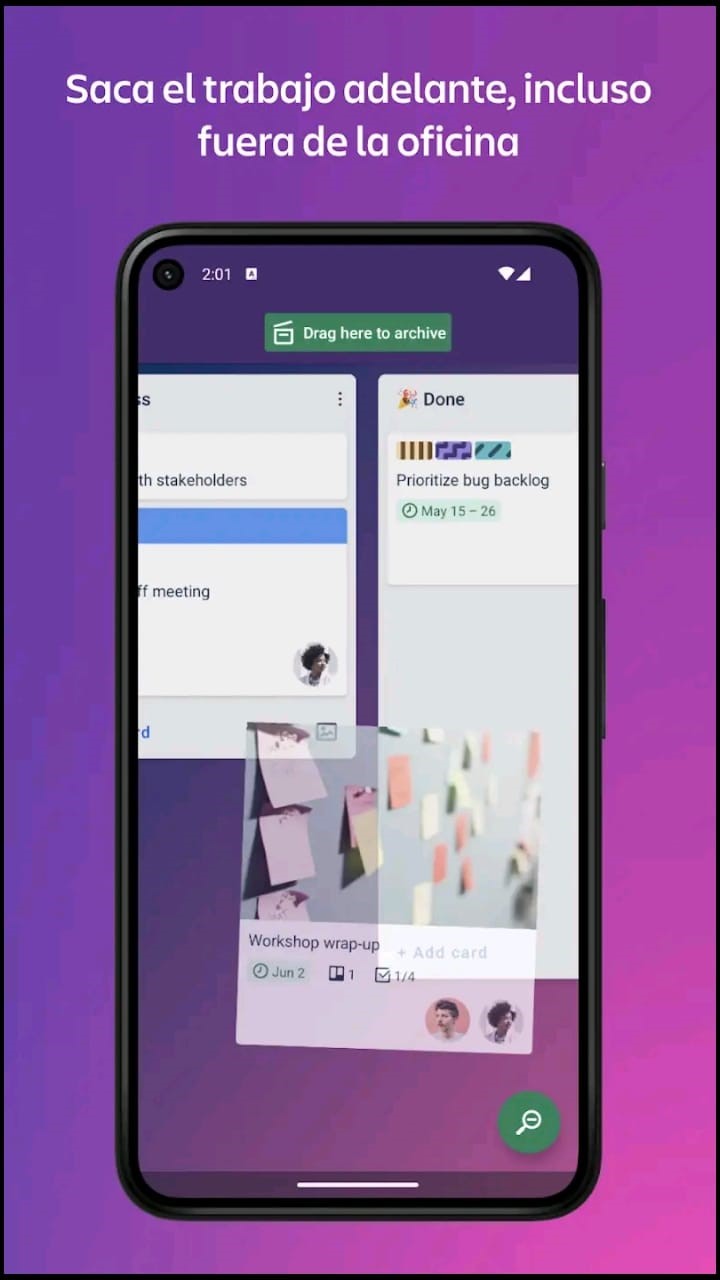 Saca el trabajo adelante, incluso
fuera de la oficina
2:01
Drag here to archive
ss
Done
th stakeholders
Prioritize bug backlog
May 15 – 26
ff meeting
rd
Workshop wrap-up
+ Add card
Jun 2
1
1/4